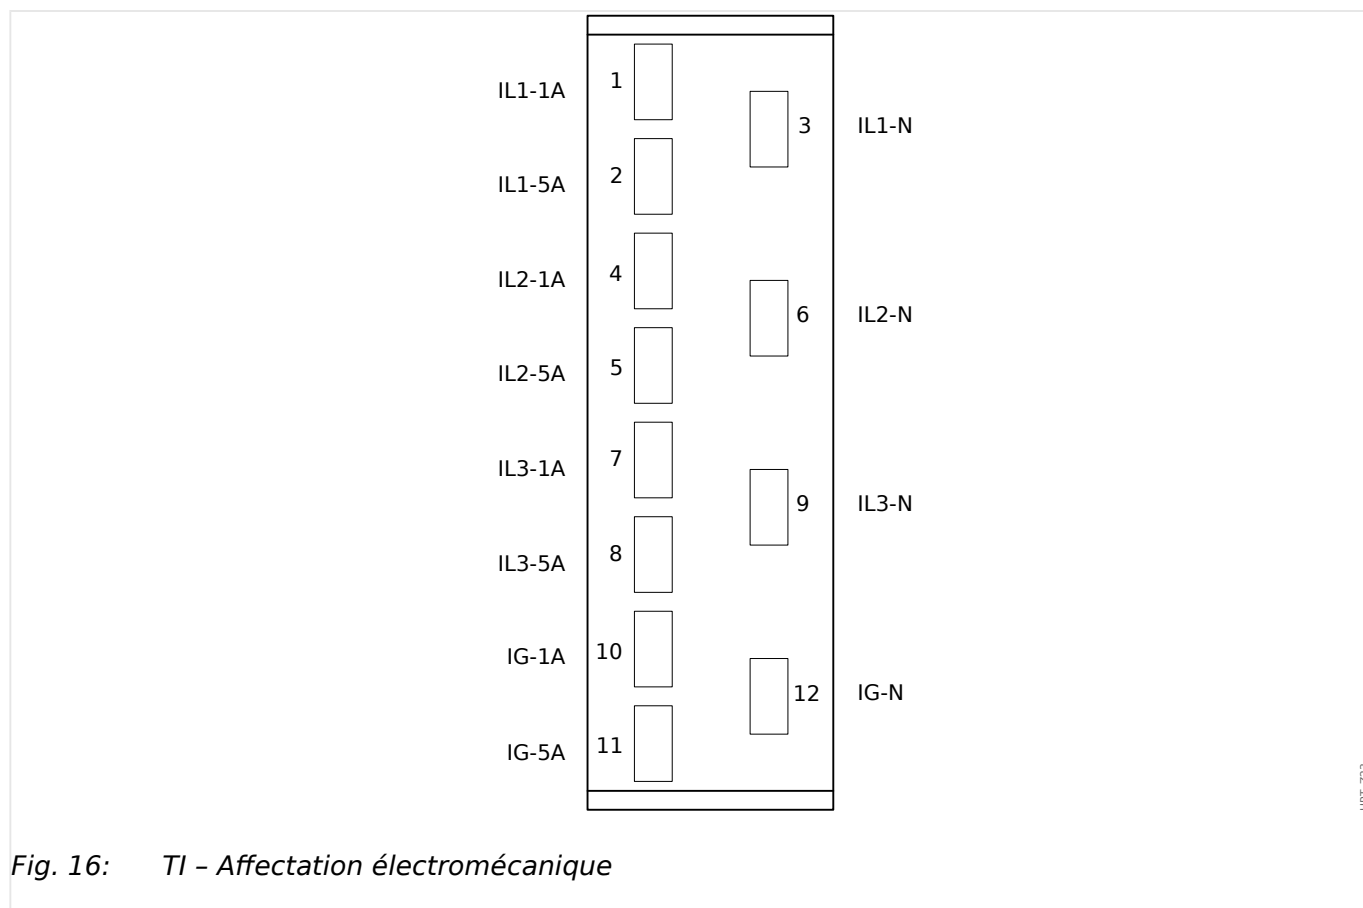 IL1-1A 1
3 IL1-N
IL1-5A 2
IL2-1A 4
6 IL2-N
IL2-5A 5
IL3-1A 7
9 IL3-N
IL3-5A 8
IG-1A 10
12 IG-N
IG-5A 11
Fig. 16: TI – Affectation électromécanique